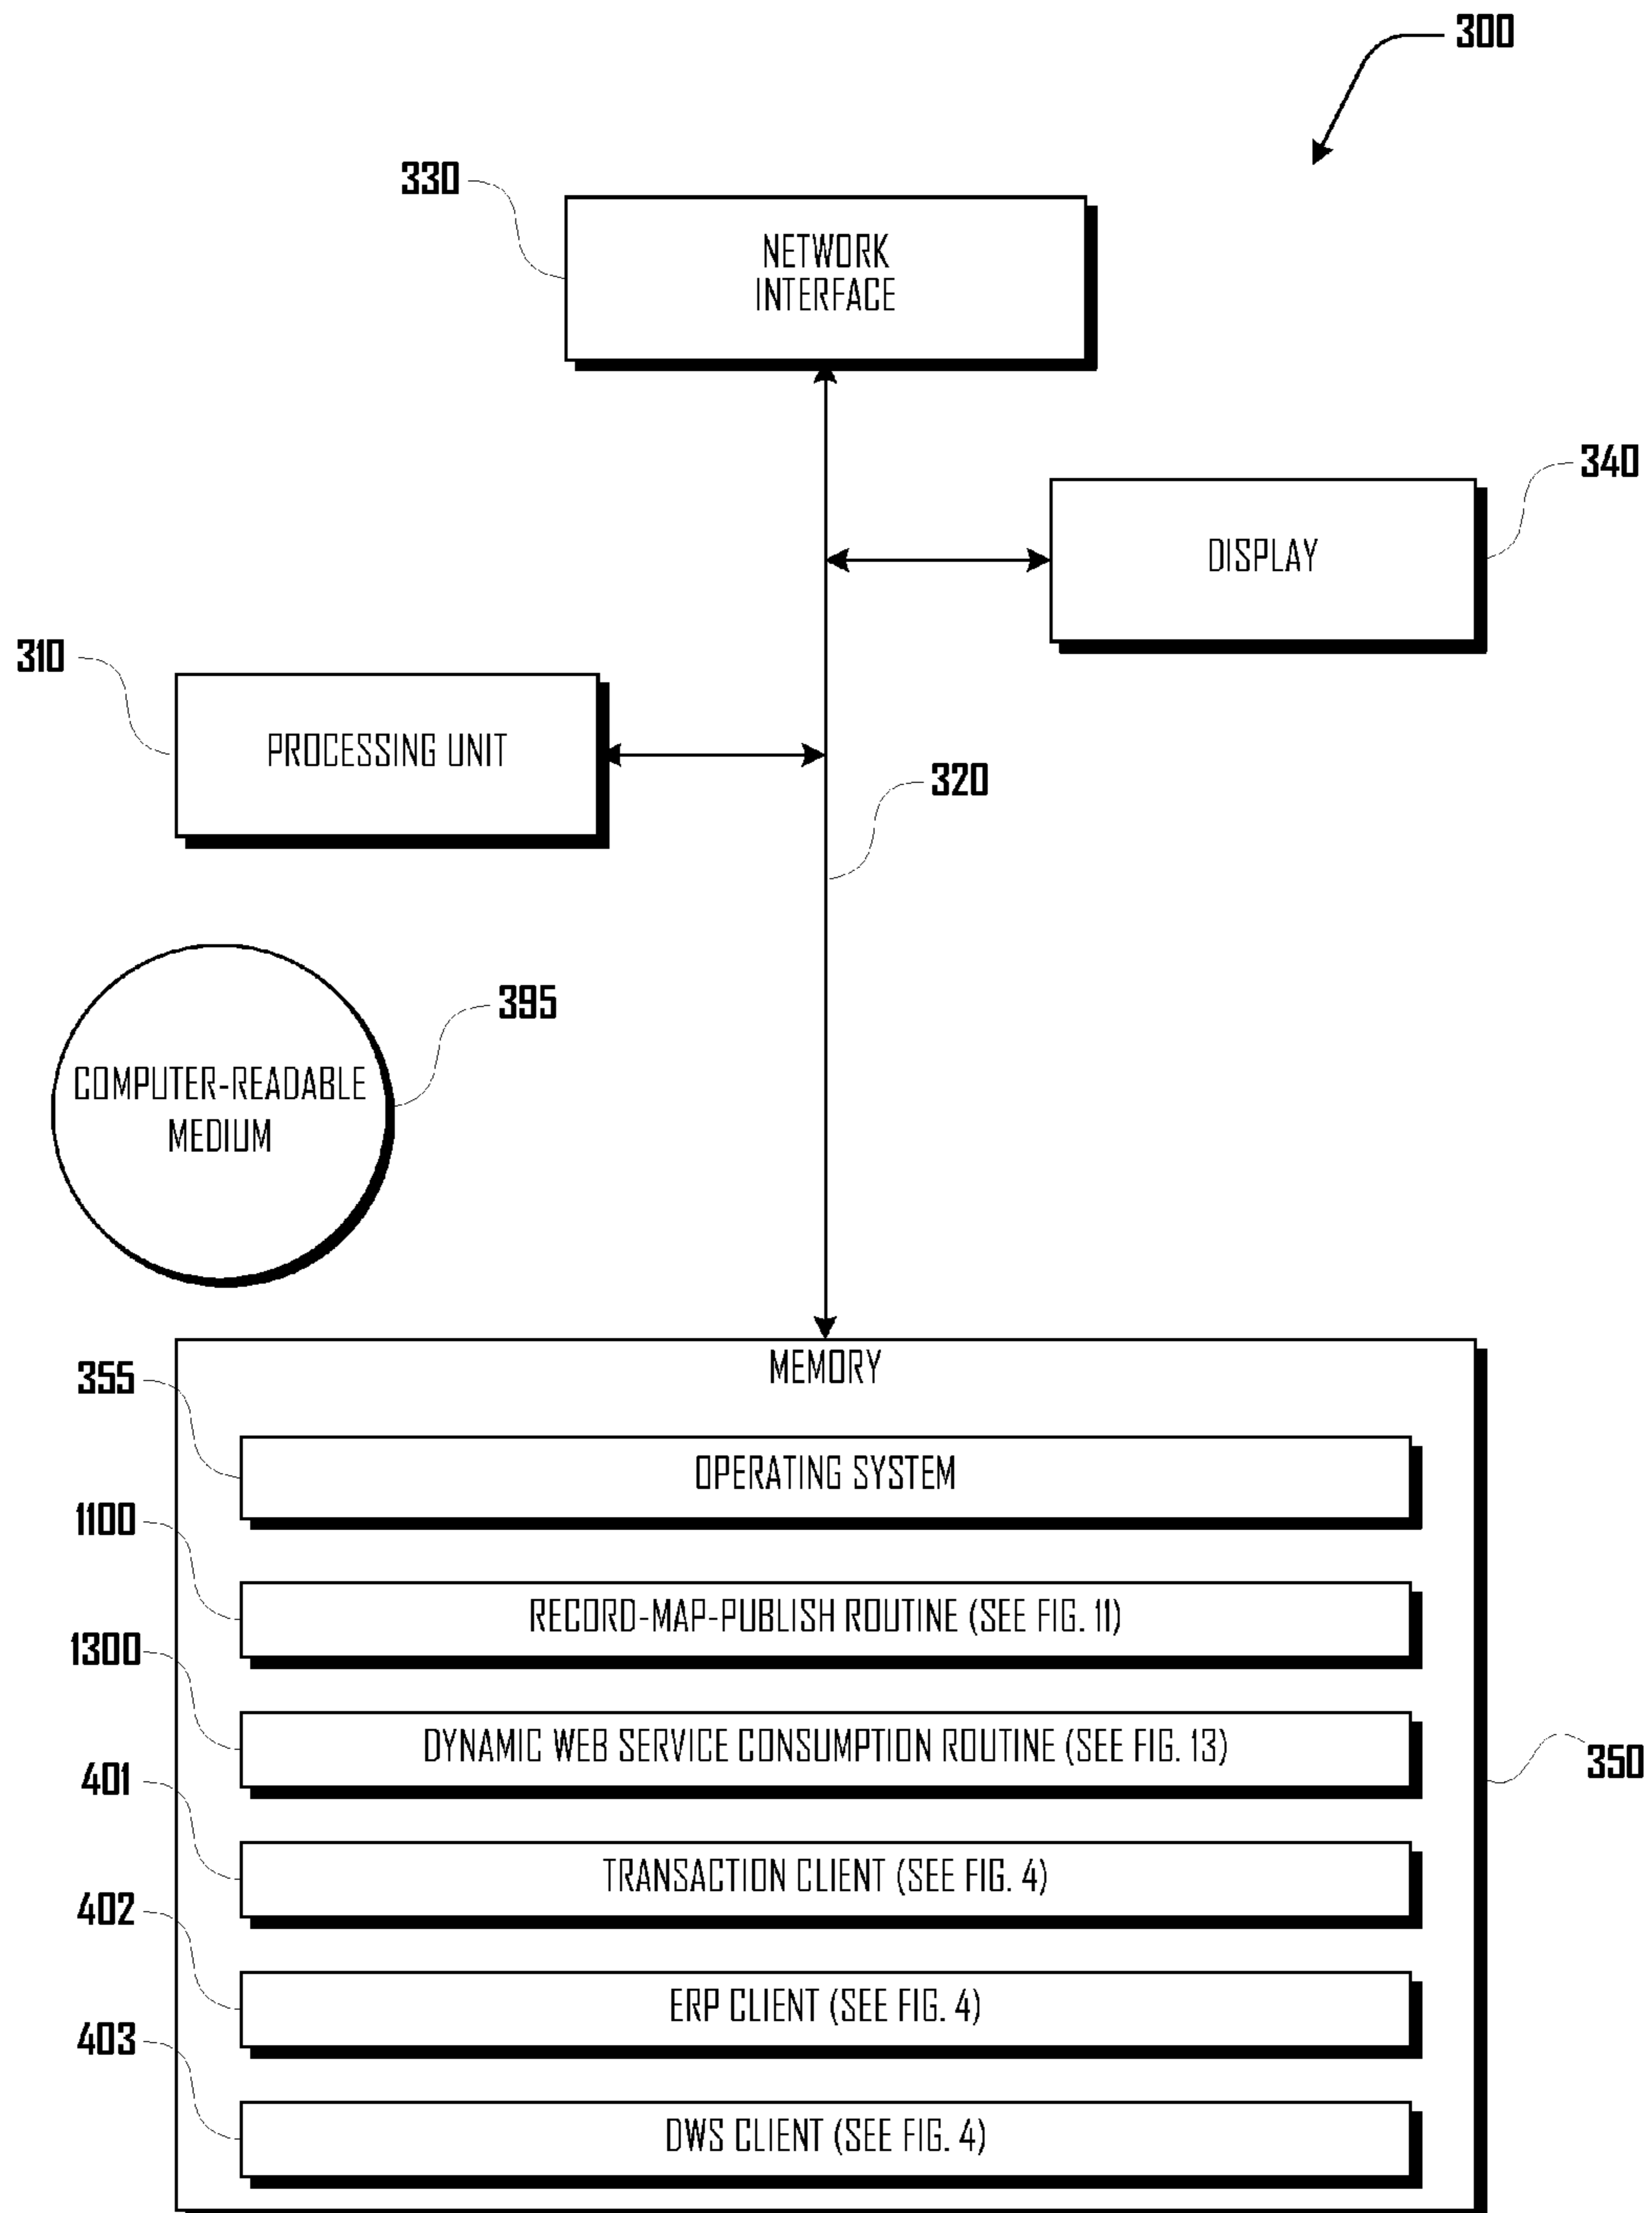 300
330
NETWORK
INTERFACE
340
DISPLAY
310
PROCESSING UNIT
320
395
COMPUTER-READABLE
MEDIUM
MEMORY
355
OPERATING SYSTEM
1100
RECORD-MAP-PUBLISH ROUTINE (SEE FIG. 11)
1300
DYNAMIC WEB SERVICE CONSUMPTION ROUTINE (SEE FIG. 13)
350
401
TRANSACTION CLIENT (SEE FIG. 4)
402
ERP CLIENT (SEE FIG. 4)
403
DWS CLIENT (SEE FIG. 4)